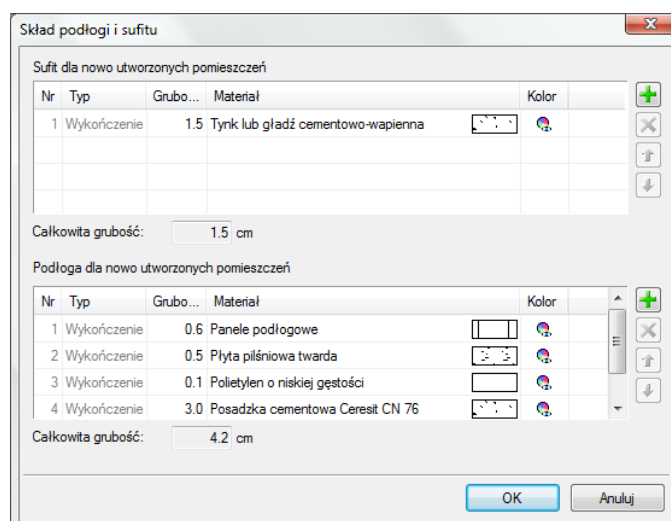 Skład podłogi i sufitu
Sufit dla nowo utworzonych pomieszczeń
Nr Typ Grubo... Materiał Kolor
1 Wykończenie 1.5 Tynk lub gładź cementowo-wapienna
Całkowita grubość: 1.5 cm
Podłoga dla nowo utworzonych pomieszczeń
Nr Typ Grubo... Materiał Kolor
1 Wykończenie 0.6 Panele podłogowe
2 Wykończenie 0.5 Płyta pilśniowa twarda
3 Wykończenie 0.1 Polietylen o niskiej gęstości
4 Wykończenie 3.0 Posadzka cementowa Ceresit CN 76
Całkowita grubość: 4.2 cm
OK Anuluj